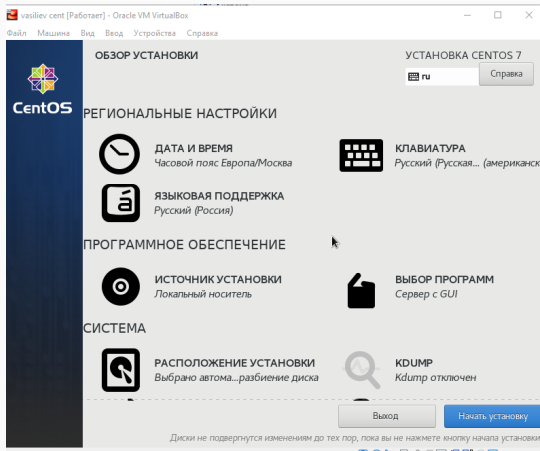 vasiliev cent [Работает] - Oracle VM VirtualBox
Файл Машина Вид Ввод Устройства Справка
ОБЗОР УСТАНОВКИ
УСТАНОВКА CENTOS 7
ru
Справка
CentOS
РЕГИОНАЛЬНЫЕ НАСТРОЙКИ
ДАТА И ВРЕМЯ
Часовой пояс Европа/Москва
КЛАВИАТУРА
Русский (Русская... (американск
ЯЗЫКОВАЯ ПОДДЕРЖКА
Русский (Россия)
ПРОГРАММНОЕ ОБЕСПЕЧЕНИЕ
ИСТОЧНИК УСТАНОВКИ
Локальный носитель
ВЫБОР ПРОГРАММ
Сервер с GUI
СИСТЕМА
РАСПОЛОЖЕНИЕ УСТАНОВКИ
Выбрано автома...разбиение диска
KDUMP
Kdump отключен
Выход
Начать установку
Диски не подвергнутся изменениям до тех пор, пока вы не нажмете кнопку начала установки